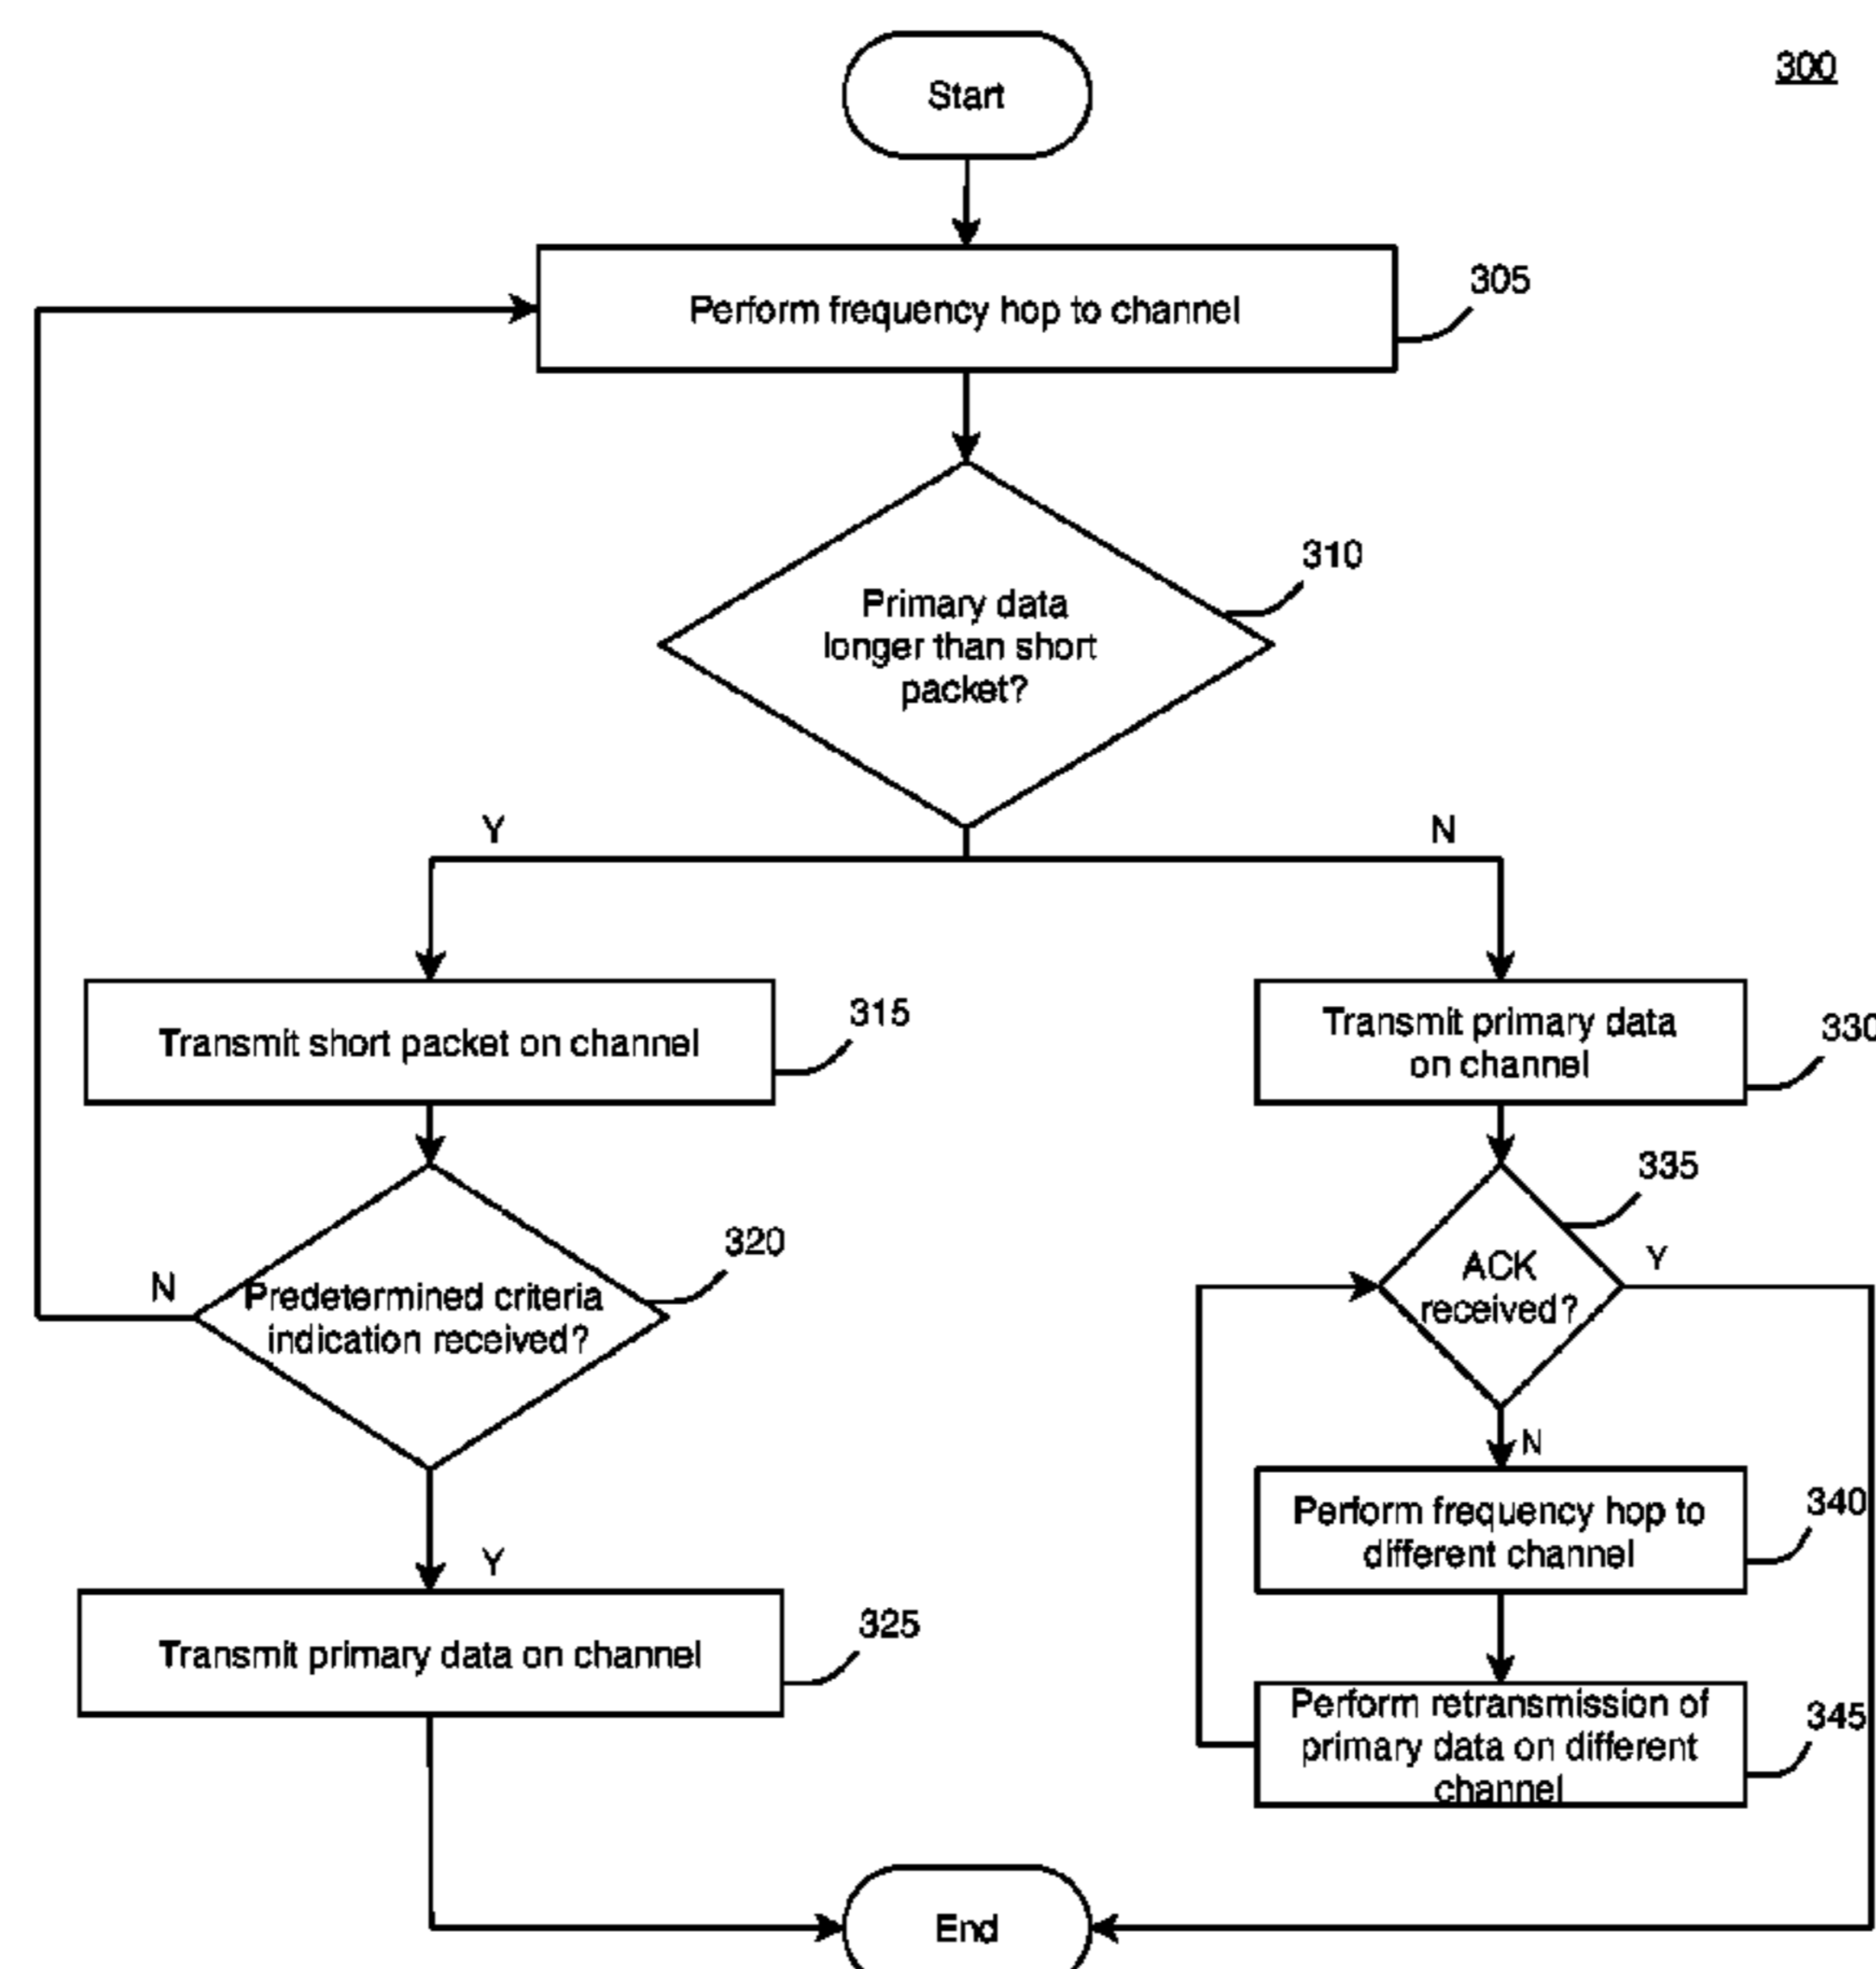 300
Start
Perform frequency hop to channel
305
310
Primary data
longer than short
packet?
Y
N
Transmit short packet on channel
315
Transmit primary data
on channel
330
335
320
N
Predetermined criteria
indication received?
ACK
received?
Y
N
Y
Perform frequency hop to
different channel
340
Transmit primary data on channel
325
Perform retransmission of
primary data on different
channel
345
End